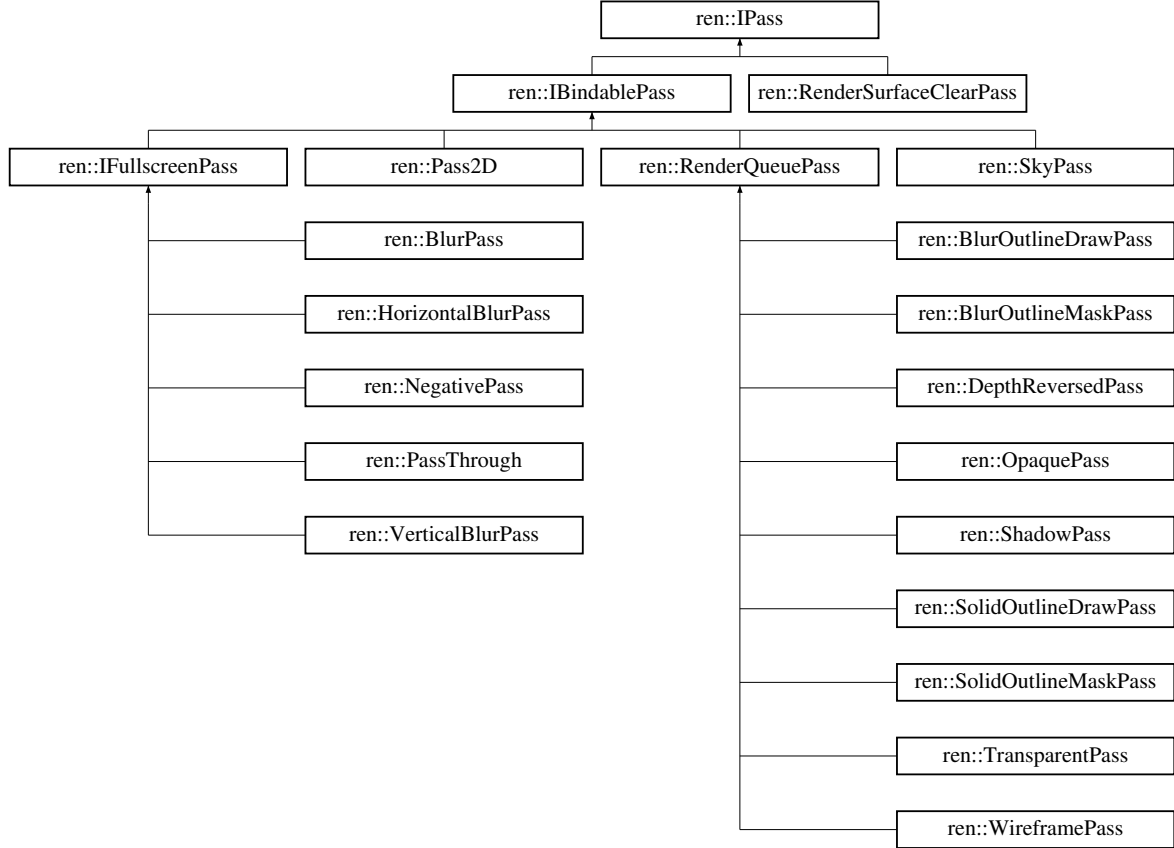 ren::IPass
ren::IBindablePass
ren::RenderSurfaceClearPass
ren::IFullscreenPass
ren::Pass2D
ren::RenderQueuePass
ren::SkyPass
ren::BlurPass
ren::BlurOutlineDrawPass
ren::HorizontalBlurPass
ren::BlurOutlineMaskPass
ren::NegativePass
ren::DepthReversedPass
ren::PassThrough
ren::OpaquePass
ren::VerticalBlurPass
ren::ShadowPass
ren::SolidOutlineDrawPass
ren::SolidOutlineMaskPass
ren::TransparentPass
ren::WireframePass